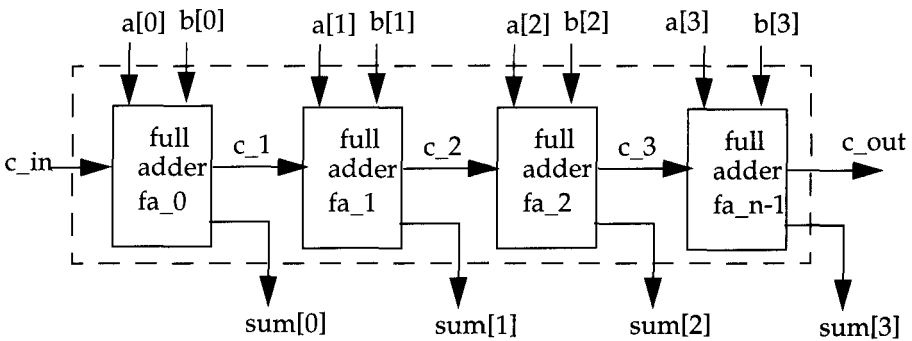 a[0] b[0] a[1] b[1] a[2] b[2] a[3] b[3]
c_in
full
adder
fa_0
c_1
full
adder
fa_1
c_2
full
adder
fa_2
c_3
full
adder
fa_n-1
c_out
sum[0] sum[1] sum[2] sum[3]